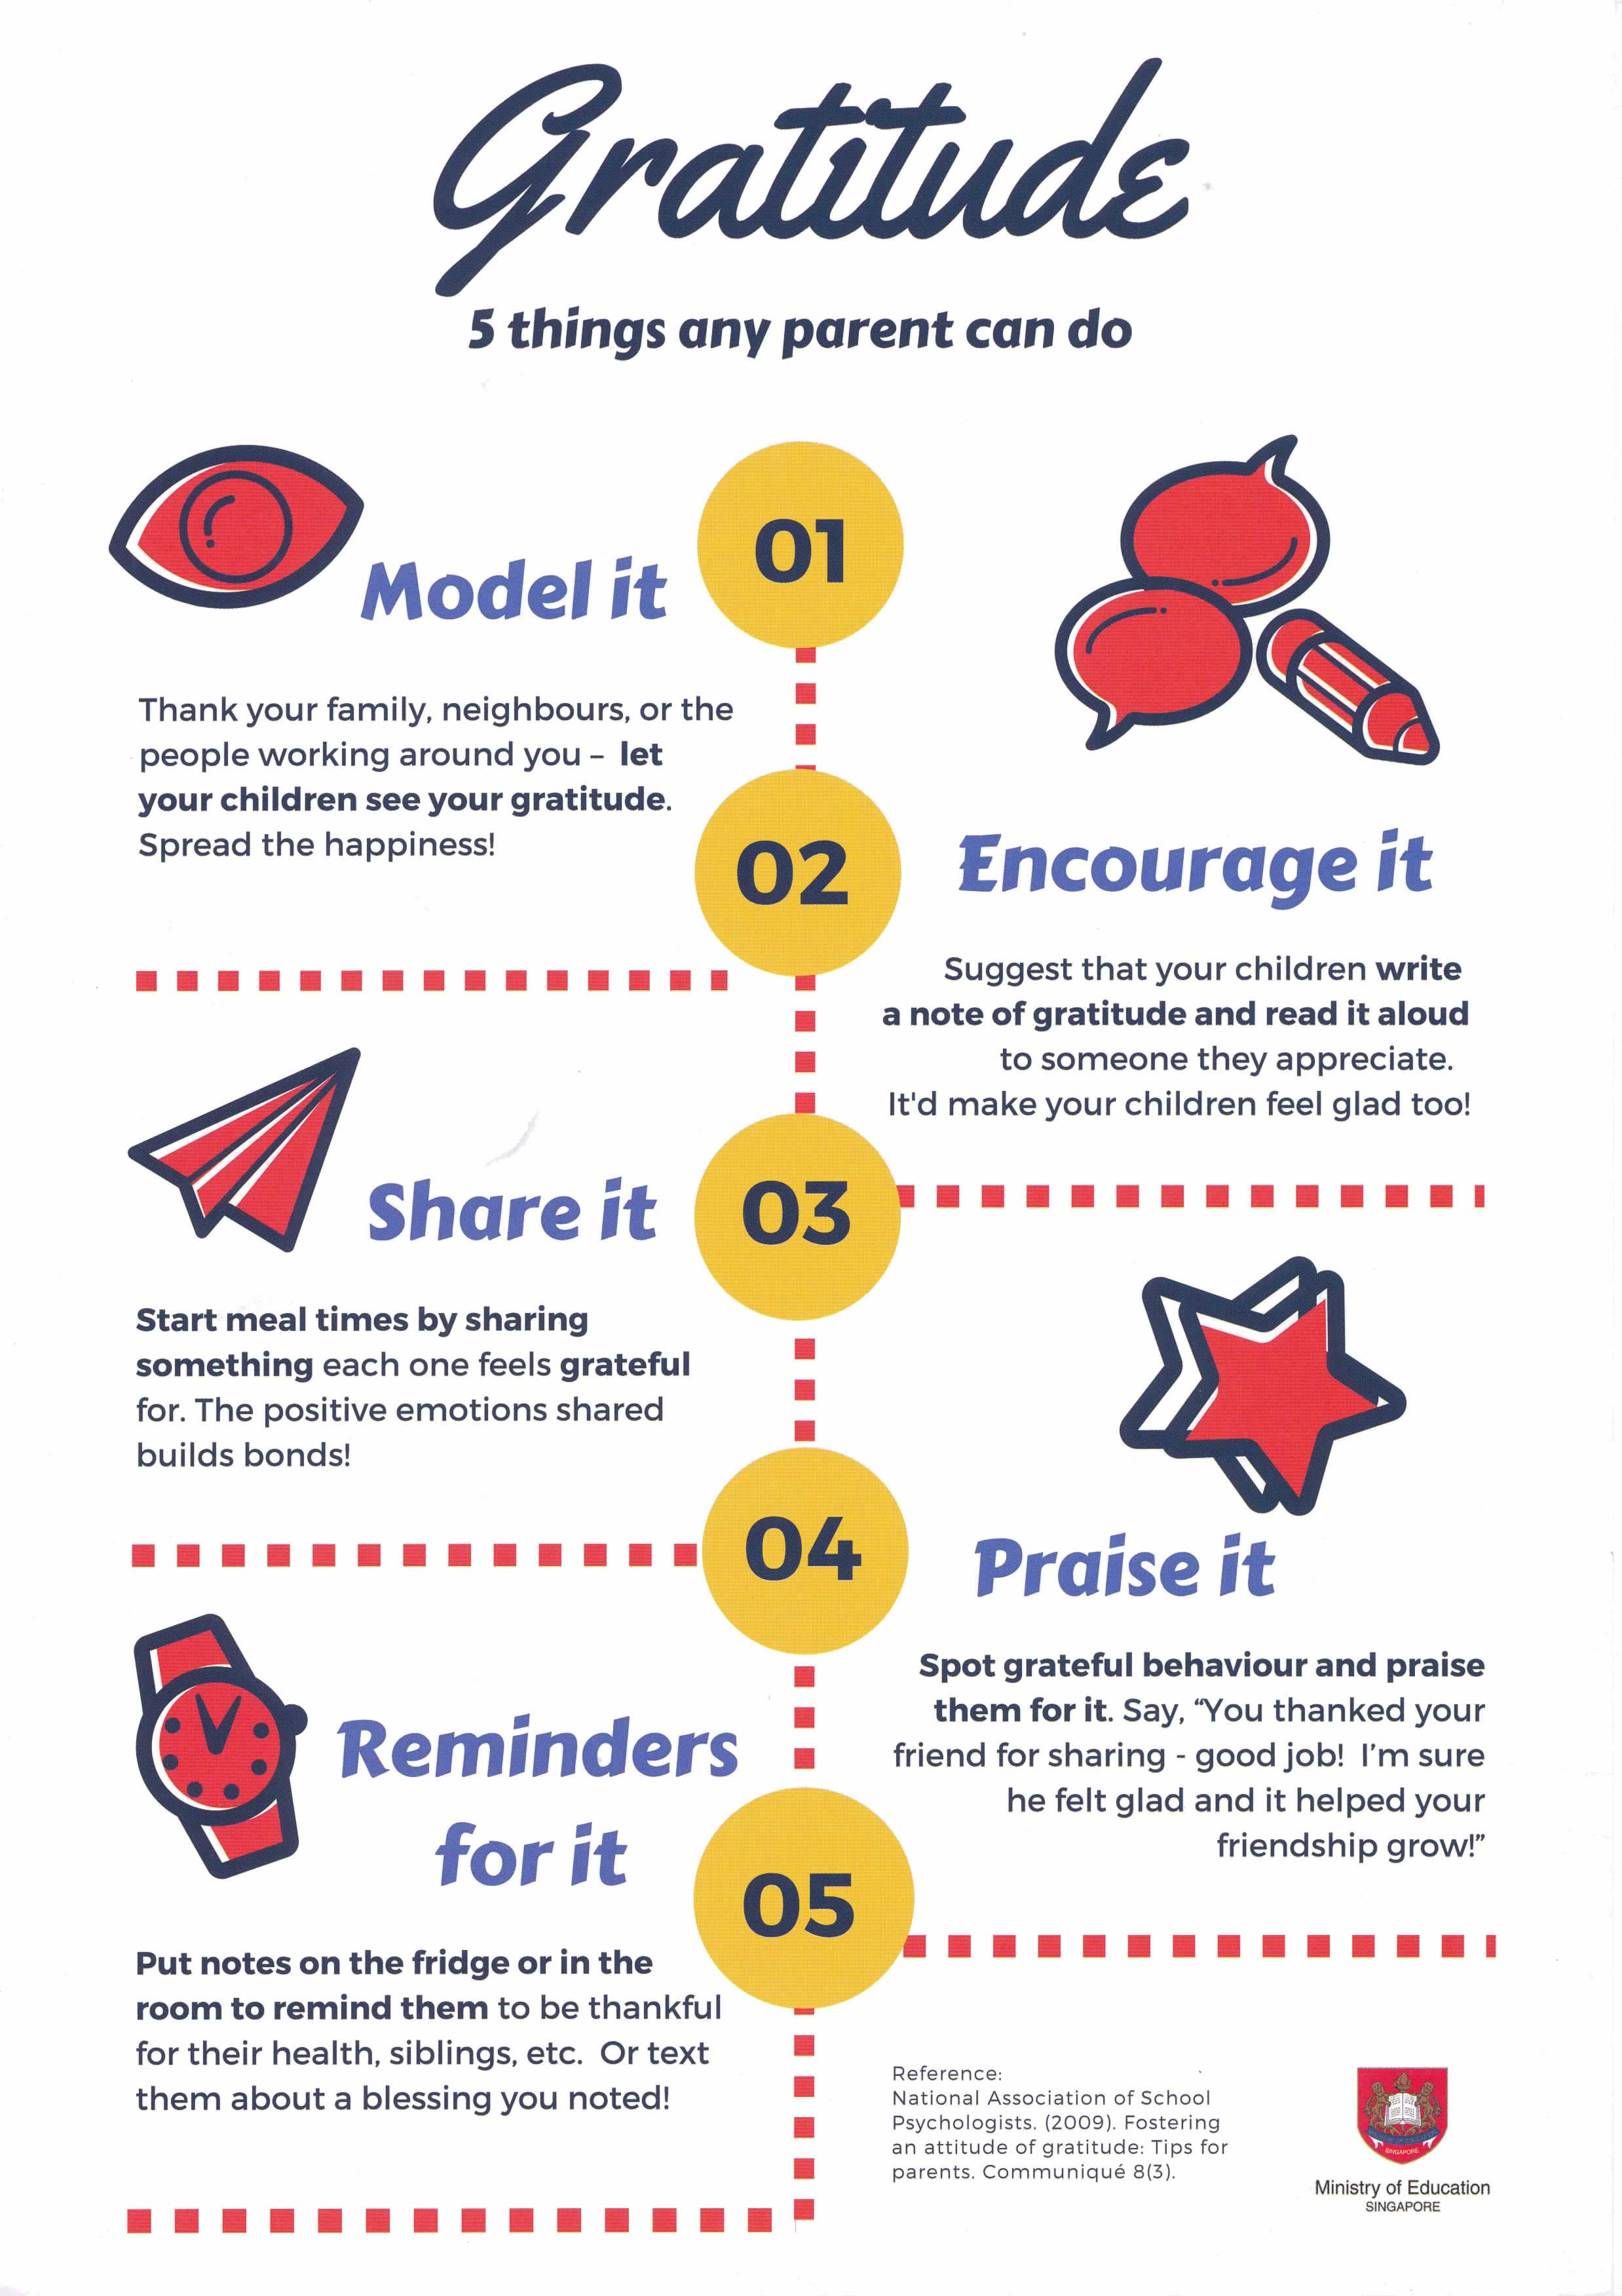 Gratitude
5 things any parent can do
01
Model it
Thank your family, neighbours, or the
people working around you – let
your children see your gratitude.
Spread the happiness!
02
Encourage it
Suggest that your children write
a note of gratitude and read it aloud
to someone they appreciate.
It'd make your children feel glad too!
03
Share it
Start meal times by sharing
something each one feels grateful
for. The positive emotions shared
builds bonds!
04
Praise it
Spot grateful behaviour and praise
them for it. Say, “You thanked your
friend for sharing - good job! I’m sure
he felt glad and it helped your
friendship grow!”
05
Reminders
for it
Put notes on the fridge or in the
room to remind them to be thankful
for their health, siblings, etc. Or text
them about a blessing you noted!
Reference:
National Association of School
Psychologists. (2009). Fostering
an attitude of gratitude: Tips for
parents. Communiqué 8(3).
SINGAPORE
Ministry of Education
SINGAPORE